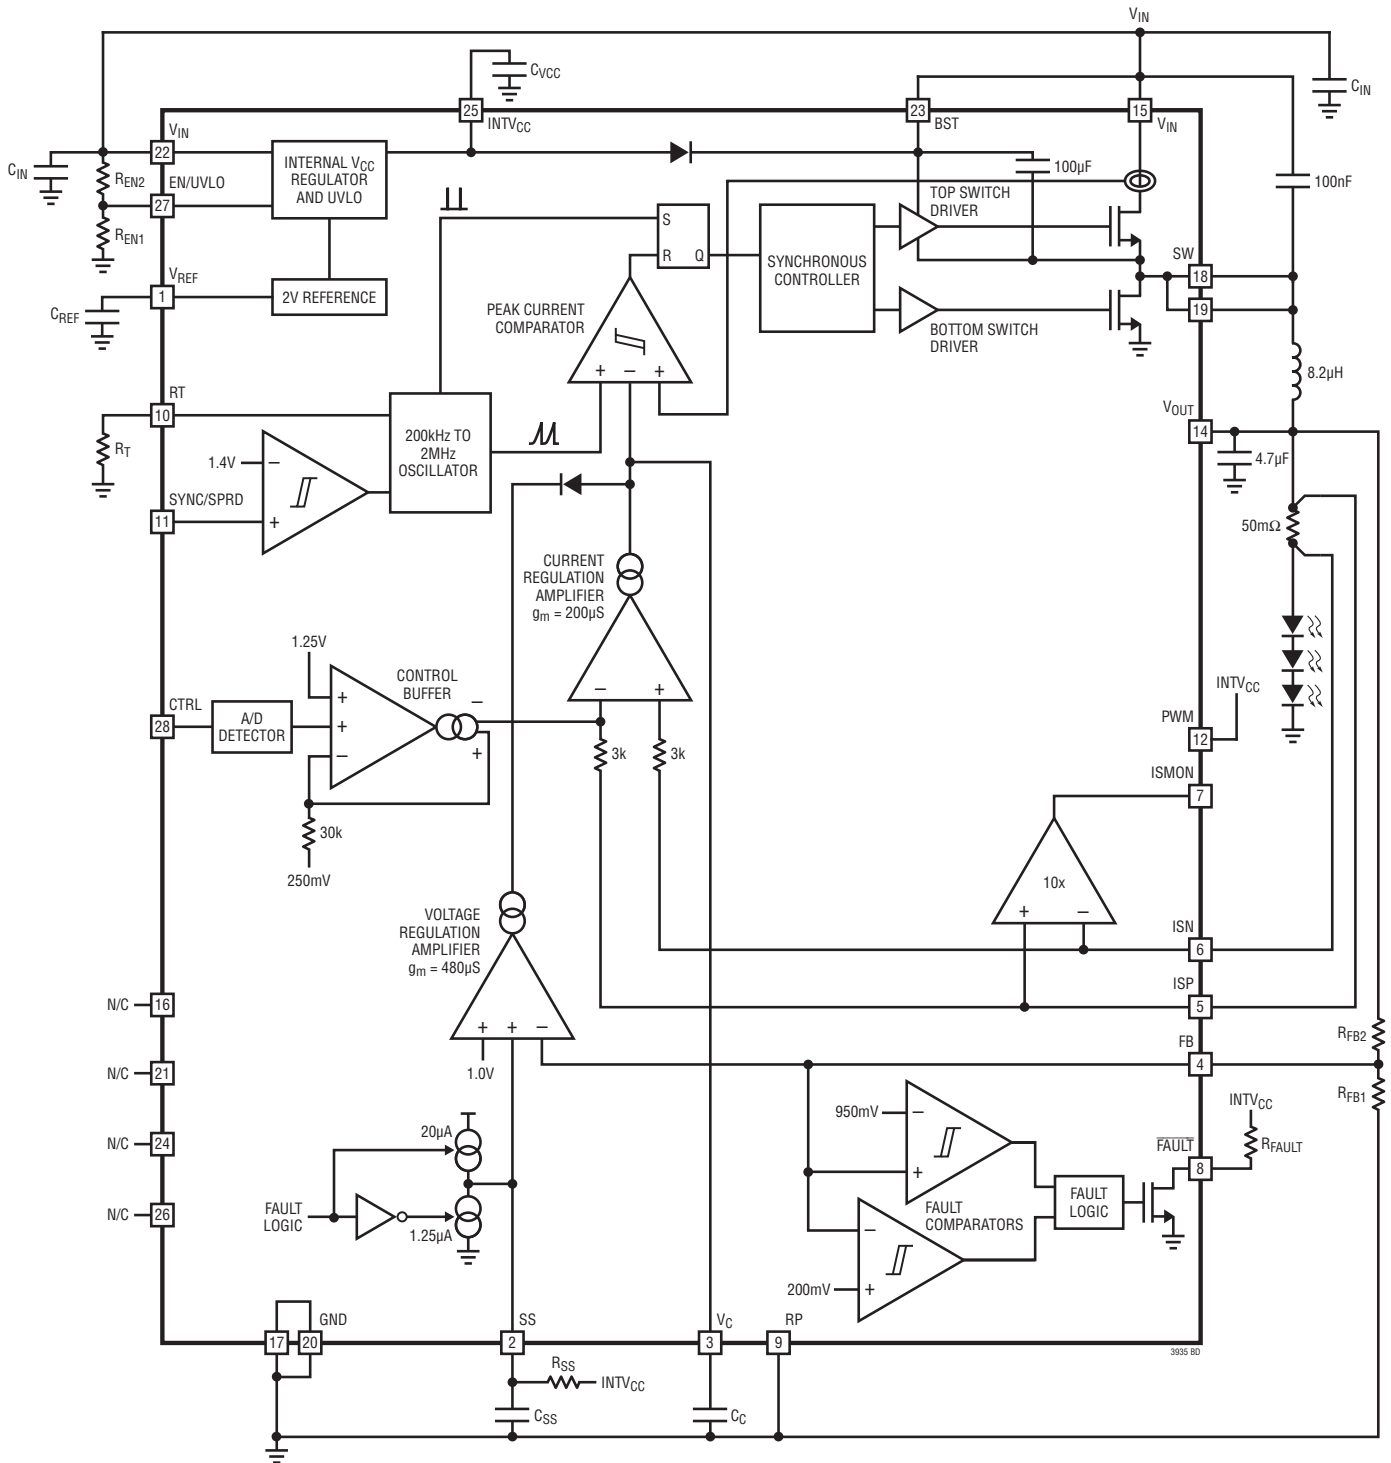 VIN
CVCC
CIN
25
INTVCC
23
BST
15
VIN
VIN
22
CIN
REN2
EN/UVLO
27
REN1
INTERNAL VCC
REGULATOR
AND UVLO
100µF
100nF
TOP SWITCH
DRIVER
S
R
Q
SYNCHRONOUS
CONTROLLER
SW
18
19
VREF
1
CREF
2V REFERENCE
PEAK CURRENT
COMPARATOR
+
–
+
BOTTOM SWITCH
DRIVER
8.2µH
RT
10
RT
200kHz TO
2MHz
OSCILLATOR
VOUT
14
4.7µF
1.4V
–
+
SYNC/SPRD
11
50mΩ
CURRENT
REGULATION
AMPLIFIER
gm = 200µS
–
+
1.25V
CONTROL
BUFFER
–
+
+
–
+
CTRL
28
A/D
DETECTOR
3k
3k
30k
250mV
INTVCC
PWM
12
ISMON
7
10x
+
–
ISN
6
ISP
5
VOLTAGE
REGULATION
AMPLIFIER
gm = 480µS
+
+
–
1.0V
N/C
16
N/C
21
N/C
24
N/C
26
RFB2
FB
4
RFB1
950mV
–
+
INTVCC
RFAULT
FAULT
8
FAULT
LOGIC
FAULT
COMPARATORS
–
+
200mV
20µA
FAULT
LOGIC
1.25µA
GND
17
20
SS
2
VC
3
RP
9
3935 BD
RSS
INTVCC
CSS
CC